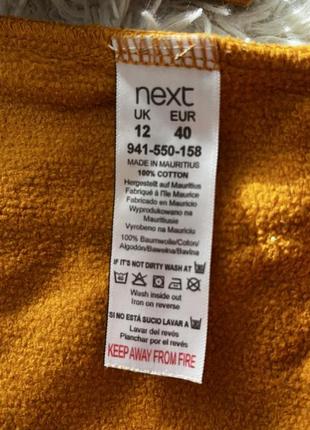 next
UK EUR
12 40
941-550-158
MADE IN MAURITIUS
100% COTTON
Hergestellt auf Mauritius
Fabriqué à l'Ile Maurice
Fabricado en Maurício
Wyprodukowano na
Mauritiusie
Vyrobeno na Mauriciu
100% Baumwolle/Coton/
Algodón/Bawełna/Bavlna
IF IT'S NOT DIRTY WASH AT
Wash inside out
Iron on reverse
SI NO ESTÁ SUCIO LAVAR A
Lavar del revés
Planchar por el revés
KEEP AWAY FROM FIRE